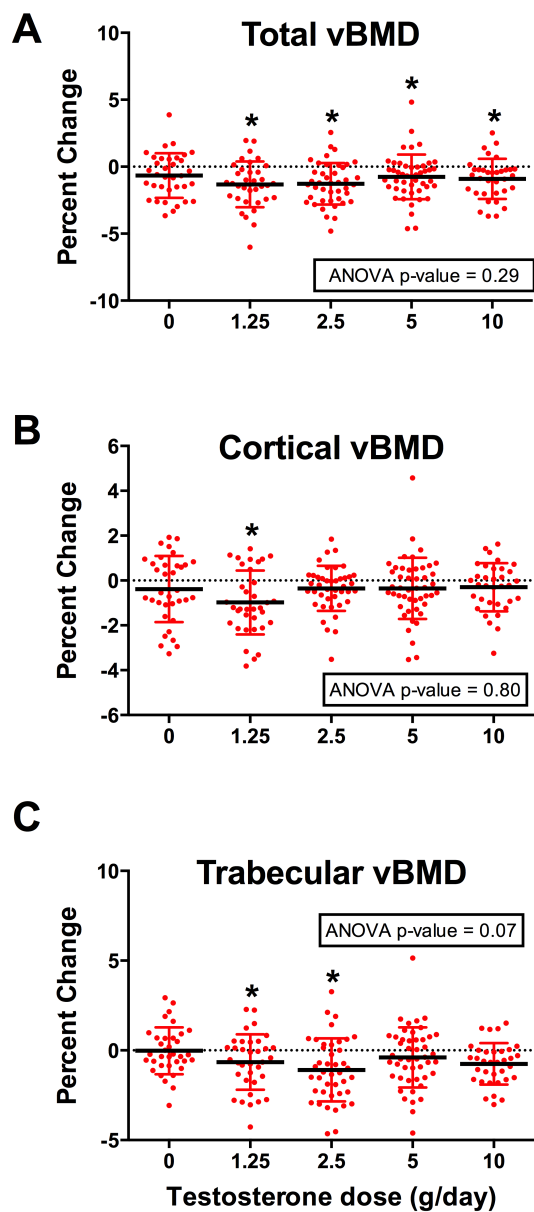 A
Total vBMD
10
5
0
-5
-10
Percent Change
* * * *
ANOVA p-value = 0.29
0 1.25 2.5 5 10
B
Cortical vBMD
6
4
2
0
-2
-4
-6
Percent Change
*
ANOVA p-value = 0.80
0 1.25 2.5 5 10
C
Trabecular vBMD
10
5
0
-5
Percent Change
ANOVA p-value = 0.07
* *
0 1.25 2.5 5 10
Testosterone dose (g/day)